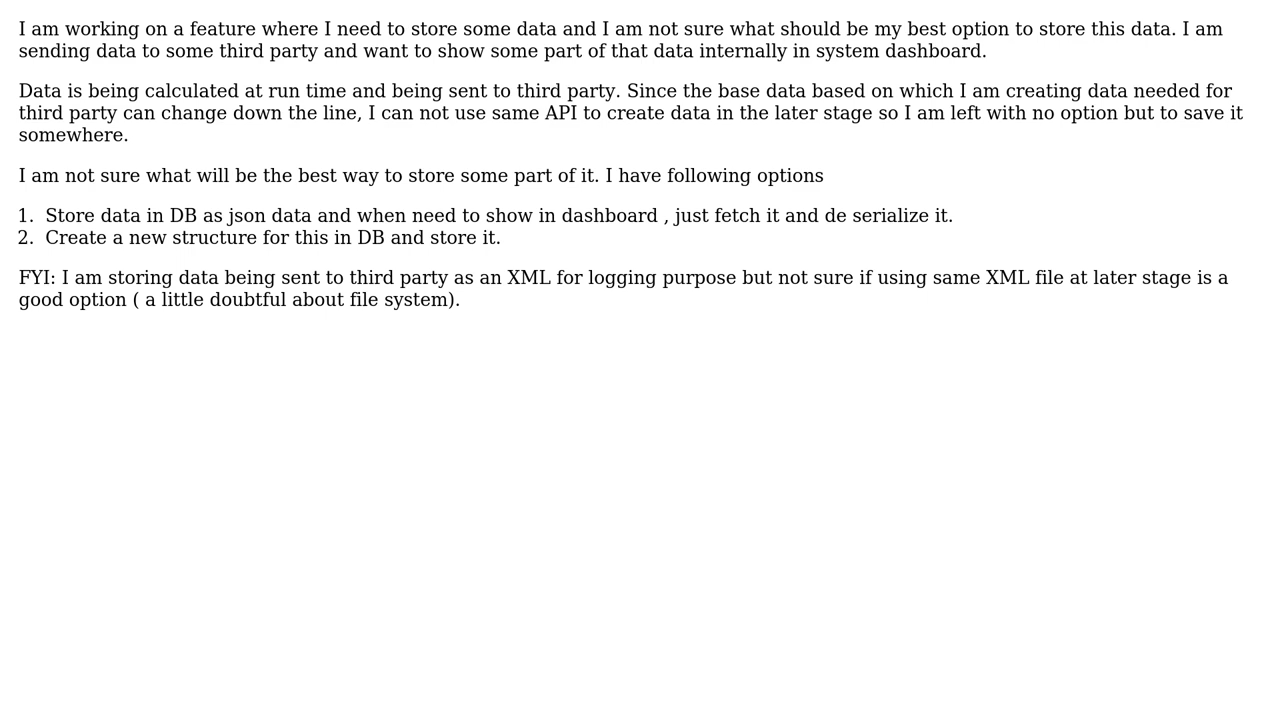 I am working on a feature where I need to store some data and I am not sure what should be my best option to store this data. I am
sending data to some third party and want to show some part of that data internally in system dashboard.
Data is being calculated at run time and being sent to third party. Since the base data based on which I am creating data needed for
third party can change down the line, I can not use same API to create data in the later stage so I am left with no option but to save it
somewhere.
I am not sure what will be the best way to store some part of it. I have following options
1. Store data in DB as json data and when need to show in dashboard , just fetch it and de serialize it.
2. Create a new structure for this in DB and store it.
FYI: I am storing data being sent to third party as an XML for logging purpose but not sure if using same XML file at later stage is a
good option ( a little doubtful about file system).